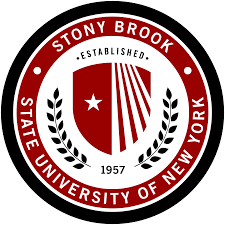 STONY BROOK
•ESTABLISHED•
1957
STATE UNIVERSITY OF NEW YORK